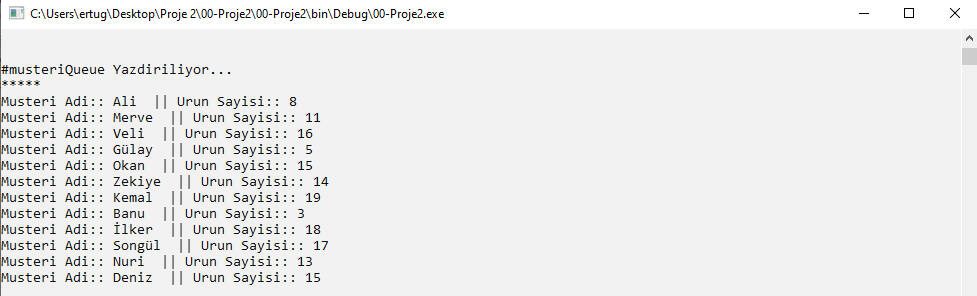 C:\Users\ertug\Desktop\Proje 2\00-Proje2\00-Proje2\bin\Debug\00-Proje2.exe
#musteriQueue Yazdiriliyor...
*****
Musteri Adi:: Ali  || Urun Sayisi:: 8
Musteri Adi:: Merve  || Urun Sayisi:: 11
Musteri Adi:: Veli  || Urun Sayisi:: 16
Musteri Adi:: Gülay  || Urun Sayisi:: 5
Musteri Adi:: Okan  || Urun Sayisi:: 15
Musteri Adi:: Zekiye  || Urun Sayisi:: 14
Musteri Adi:: Kemal  || Urun Sayisi:: 19
Musteri Adi:: Banu  || Urun Sayisi:: 3
Musteri Adi:: İlker  || Urun Sayisi:: 18
Musteri Adi:: Songül  || Urun Sayisi:: 17
Musteri Adi:: Nuri  || Urun Sayisi:: 13
Musteri Adi:: Deniz  || Urun Sayisi:: 15